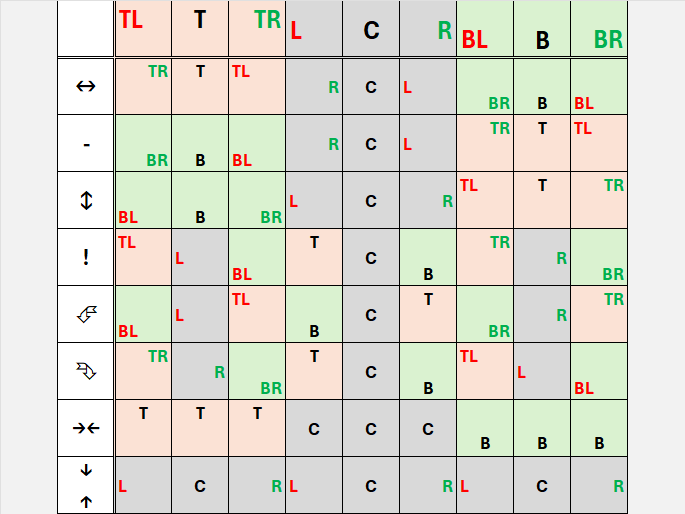 TL T TR L C R BL B BR
↔ TR T TL R C L BR B BL
- BR B BL R C L TR T TL
↕ BL B BR L C R TL T TR
! TL L BL T C B TR R BR
⮳ BL L TL B C T BR R TR
⮷ TR R BR T C B TL L BL
→← T T T C C C B B B
↓ L C R L C R L C R
↑